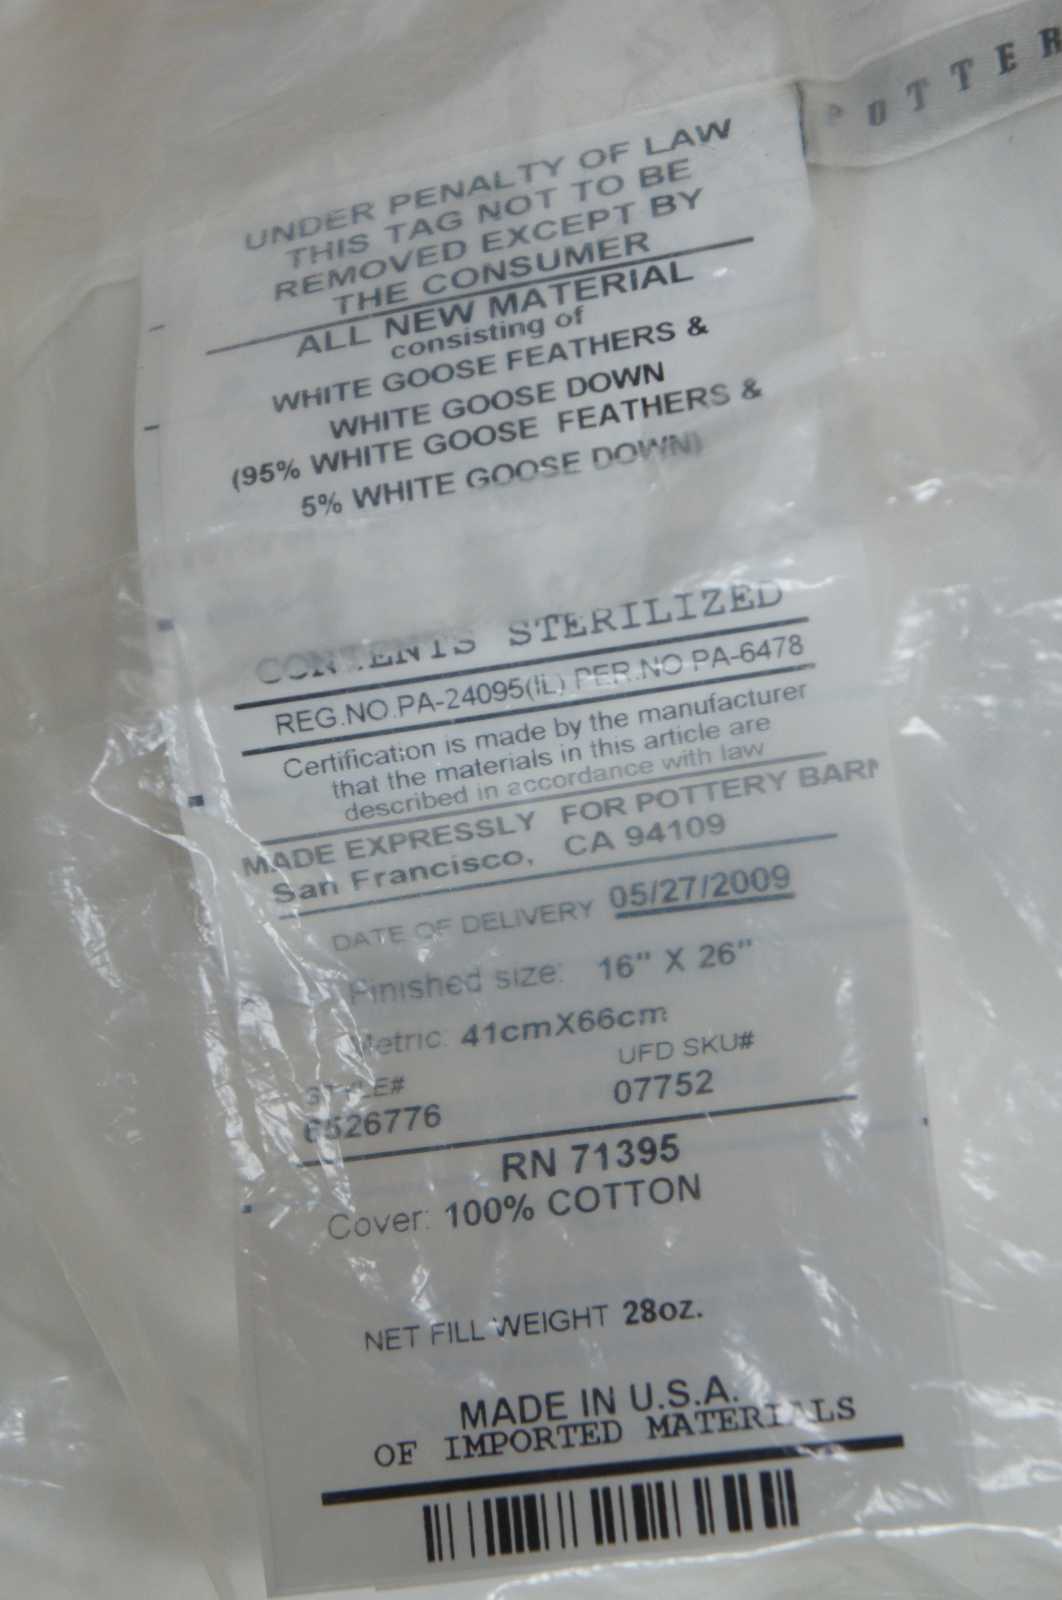 POTTER
UNDER PENALTY OF LAW
THIS TAG NOT TO BE
REMOVED EXCEPT BY
THE CONSUMER
ALL NEW MATERIAL
consisting of
WHITE GOOSE FEATHERS &
WHITE GOOSE DOWN
(95% WHITE GOOSE FEATHERS &
5% WHITE GOOSE DOWN)
CONTENTS STERILIZED
REG.NO.PA-24095(IL) PER.NO PA-6478
Certification is made by the manufacturer
that the materials in this article are
described in accordance with law
MADE EXPRESSLY FOR POTTERY BARN
San Francisco, CA 94109
DATE OF DELIVERY 05/27/2009
Finished size: 16" X 26"
Metric: 41cmX66cm
STYLE# UFD SKU#
6526776 07752
RN 71395
Cover: 100% COTTON
NET FILL WEIGHT 28oz.
MADE IN U.S.A.
OF IMPORTED MATERIALS